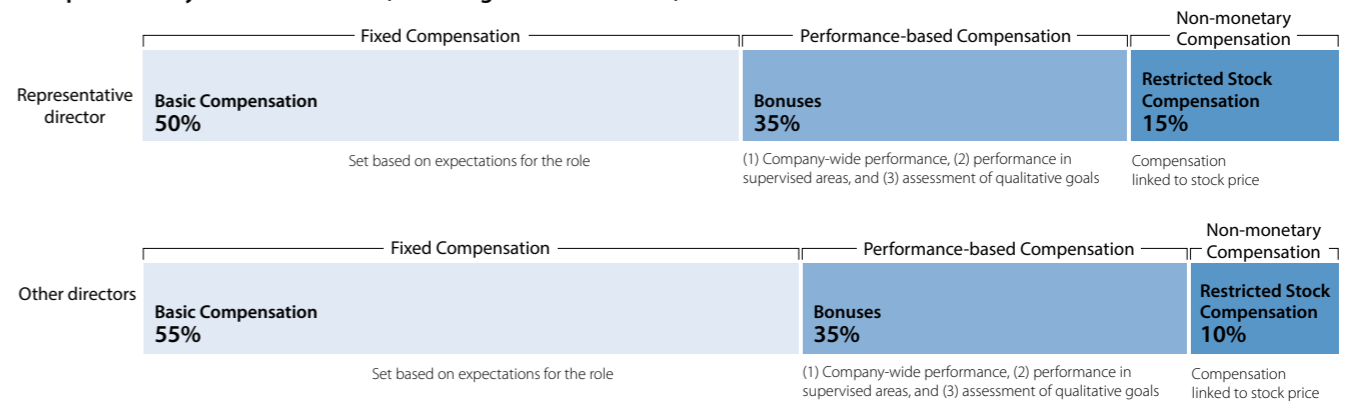 Non-monetary
Fixed Compensation
Performance-based Compensation
Compensation
Representative
director
Basic Compensation
50%
Bonuses
35%
Restricted Stock
Compensation
15%
Set based on expectations for the role
(1) Company-wide performance, (2) performance in
supervised areas, and (3) assessment of qualitative goals
Compensation
linked to stock price
Non-monetary
Fixed Compensation
Performance-based Compensation
Compensation
Other directors
Basic Compensation
55%
Bonuses
35%
Restricted Stock
Compensation
10%
Set based on expectations for the role
(1) Company-wide performance, (2) performance in
supervised areas, and (3) assessment of qualitative goals
Compensation
linked to stock price